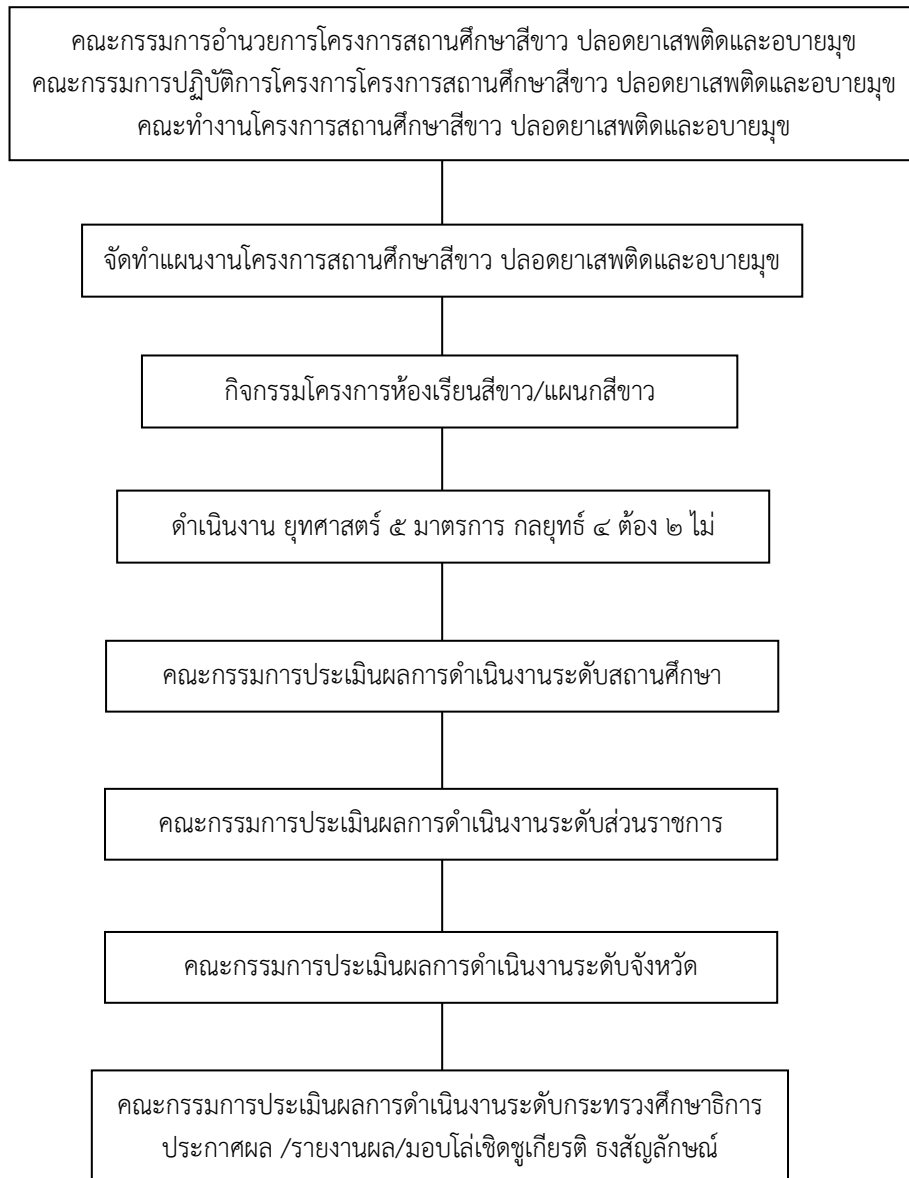 คณะกรรมการอำนวยการโครงการสถานศึกษาสีขาว ปลอดยาเสพติดและอบายมุข
คณะกรรมการปฏิบัติการโครงการโครงการสถานศึกษาสีขาว ปลอดยาเสพติดและอบายมุข
คณะทำงานโครงการสถานศึกษาสีขาว ปลอดยาเสพติดและอบายมุข
จัดทำแผนงานโครงการสถานศึกษาสีขาว ปลอดยาเสพติดและอบายมุข
กิจกรรมโครงการห้องเรียนสีขาว/แผนกสีขาว
ดำเนินงาน ยุทศาสตร์ ๕ มาตรการ กลยุทธ์ ๔ ต้อง ๒ ไม่
คณะกรรมการประเมินผลการดำเนินงานระดับสถานศึกษา
คณะกรรมการประเมินผลการดำเนินงานระดับส่วนราชการ
คณะกรรมการประเมินผลการดำเนินงานระดับจังหวัด
คณะกรรมการประเมินผลการดำเนินงานระดับกระทรวงศึกษาธิการ
ประกาศผล /รายงานผล/มอบโล่เชิดชูเกียรติ ธงสัญลักษณ์